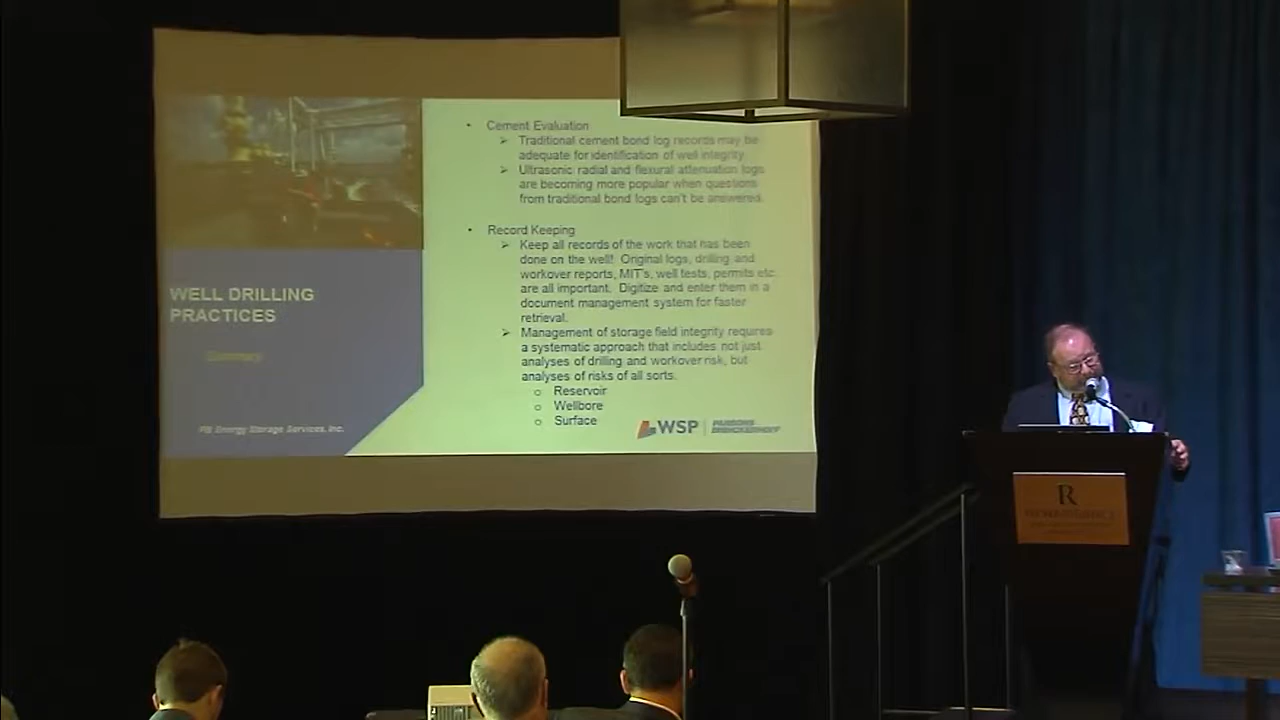 • Cement Evaluation
➢ Traditional cement bond log records may be
adequate for identification of well integrity
➢ Ultrasonic radial and flexural attenuation logs
are becoming more popular when questions
from traditional bond logs can't be answered.
• Record Keeping
➢ Keep all records of the work that has been
done on the well! Original logs, drilling and
workover reports, MIT's, well tests, permits etc.
are all important. Digitize and enter them in a
document management system for faster
retrieval.
➢ Management of storage field integrity requires
a systematic approach that includes not just
analyses of drilling and workover risk, but
analyses of risks of all sorts.
o Reservoir
o Wellbore
o Surface
WELL DRILLING
PRACTICES
Summary
PB Energy Storage Services, Inc.
WSP | PARSONS
BRINCKERHOFF
R
RENAISSANCE